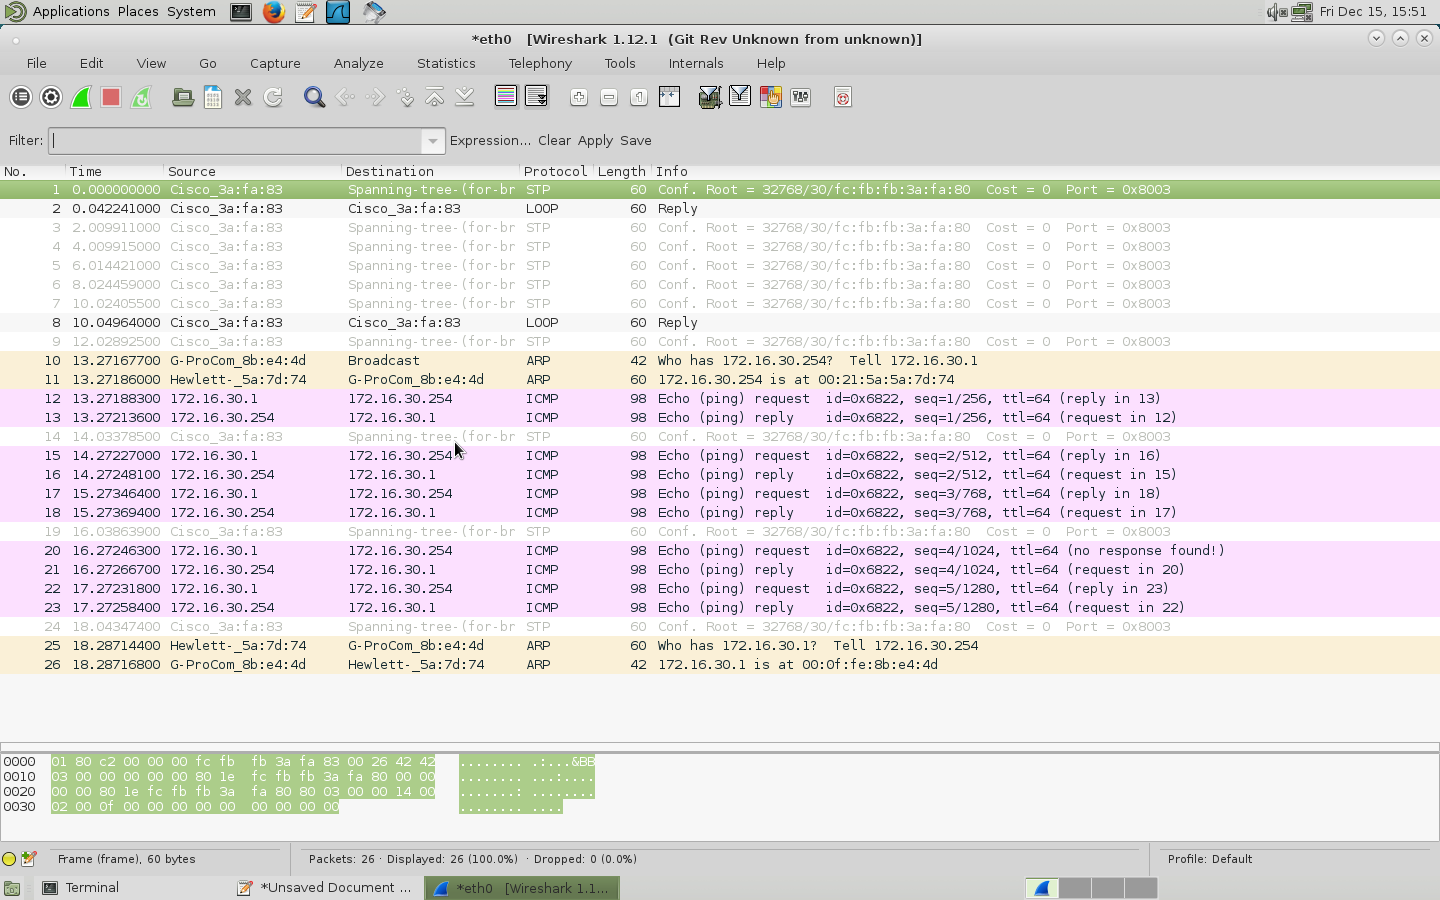 Applications Places System Fri Dec 15, 15:51
*eth0 [Wireshark 1.12.1 (Git Rev Unknown from unknown)]
File Edit View Go Capture Analyze Statistics Telephony Tools Internals Help
Filter: Expression... Clear Apply Save
No. Time Source Destination Protocol Length Info
1 0.000000000 Cisco_3a:fa:83 Spanning-tree-(for-br STP 60 Conf. Root = 32768/30/fc:fb:fb:3a:fa:80 Cost = 0 Port = 0x8003
2 0.042241000 Cisco_3a:fa:83 Cisco_3a:fa:83 LOOP 60 Reply
3 2.009911000 Cisco_3a:fa:83 Spanning-tree-(for-br STP 60 Conf. Root = 32768/30/fc:fb:fb:3a:fa:80 Cost = 0 Port = 0x8003
4 4.009915000 Cisco_3a:fa:83 Spanning-tree-(for-br STP 60 Conf. Root = 32768/30/fc:fb:fb:3a:fa:80 Cost = 0 Port = 0x8003
5 6.014421000 Cisco_3a:fa:83 Spanning-tree-(for-br STP 60 Conf. Root = 32768/30/fc:fb:fb:3a:fa:80 Cost = 0 Port = 0x8003
6 8.024459000 Cisco_3a:fa:83 Spanning-tree-(for-br STP 60 Conf. Root = 32768/30/fc:fb:fb:3a:fa:80 Cost = 0 Port = 0x8003
7 10.02405500 Cisco_3a:fa:83 Spanning-tree-(for-br STP 60 Conf. Root = 32768/30/fc:fb:fb:3a:fa:80 Cost = 0 Port = 0x8003
8 10.04964000 Cisco_3a:fa:83 Cisco_3a:fa:83 LOOP 60 Reply
9 12.02892500 Cisco_3a:fa:83 Spanning-tree-(for-br STP 60 Conf. Root = 32768/30/fc:fb:fb:3a:fa:80 Cost = 0 Port = 0x8003
10 13.27167700 G-ProCom_8b:e4:4d Broadcast ARP 42 Who has 172.16.30.254? Tell 172.16.30.1
11 13.27186000 Hewlett-_5a:7d:74 G-ProCom_8b:e4:4d ARP 60 172.16.30.254 is at 00:21:5a:5a:7d:74
12 13.27188300 172.16.30.1 172.16.30.254 ICMP 98 Echo (ping) request id=0x6822, seq=1/256, ttl=64 (reply in 13)
13 13.27213600 172.16.30.254 172.16.30.1 ICMP 98 Echo (ping) reply id=0x6822, seq=1/256, ttl=64 (request in 12)
14 14.03378500 Cisco_3a:fa:83 Spanning-tree-(for-br STP 60 Conf. Root = 32768/30/fc:fb:fb:3a:fa:80 Cost = 0 Port = 0x8003
15 14.27227000 172.16.30.1 172.16.30.254 ICMP 98 Echo (ping) request id=0x6822, seq=2/512, ttl=64 (reply in 16)
16 14.27248100 172.16.30.254 172.16.30.1 ICMP 98 Echo (ping) reply id=0x6822, seq=2/512, ttl=64 (request in 15)
17 15.27346400 172.16.30.1 172.16.30.254 ICMP 98 Echo (ping) request id=0x6822, seq=3/768, ttl=64 (reply in 18)
18 15.27369400 172.16.30.254 172.16.30.1 ICMP 98 Echo (ping) reply id=0x6822, seq=3/768, ttl=64 (request in 17)
19 16.03863900 Cisco_3a:fa:83 Spanning-tree-(for-br STP 60 Conf. Root = 32768/30/fc:fb:fb:3a:fa:80 Cost = 0 Port = 0x8003
20 16.27246300 172.16.30.1 172.16.30.254 ICMP 98 Echo (ping) request id=0x6822, seq=4/1024, ttl=64 (no response found!)
21 16.27266700 172.16.30.254 172.16.30.1 ICMP 98 Echo (ping) reply id=0x6822, seq=4/1024, ttl=64 (request in 20)
22 17.27231800 172.16.30.1 172.16.30.254 ICMP 98 Echo (ping) request id=0x6822, seq=5/1280, ttl=64 (reply in 23)
23 17.27258400 172.16.30.254 172.16.30.1 ICMP 98 Echo (ping) reply id=0x6822, seq=5/1280, ttl=64 (request in 22)
24 18.04347400 Cisco_3a:fa:83 Spanning-tree-(for-br STP 60 Conf. Root = 32768/30/fc:fb:fb:3a:fa:80 Cost = 0 Port = 0x8003
25 18.28714400 Hewlett-_5a:7d:74 G-ProCom_8b:e4:4d ARP 60 Who has 172.16.30.1? Tell 172.16.30.254
26 18.28716800 G-ProCom_8b:e4:4d Hewlett-_5a:7d:74 ARP 42 172.16.30.1 is at 00:0f:fe:8b:e4:4d
0000 01 80 c2 00 00 00 fc fb fb 3a fa 83 00 26 42 42 ........ .:...&BB
0010 03 00 00 00 00 00 80 1e fc fb fb 3a fa 80 00 00 ........ ...:....
0020 00 00 80 1e fc fb fb 3a fa 80 80 03 00 00 14 00 .......: ........
0030 02 00 0f 00 00 00 00 00 00 00 00 00 ........ ....
Frame (frame), 60 bytes Packets: 26 · Displayed: 26 (100.0%) · Dropped: 0 (0.0%) Profile: Default
Terminal *Unsaved Document ... *eth0 [Wireshark 1.1...